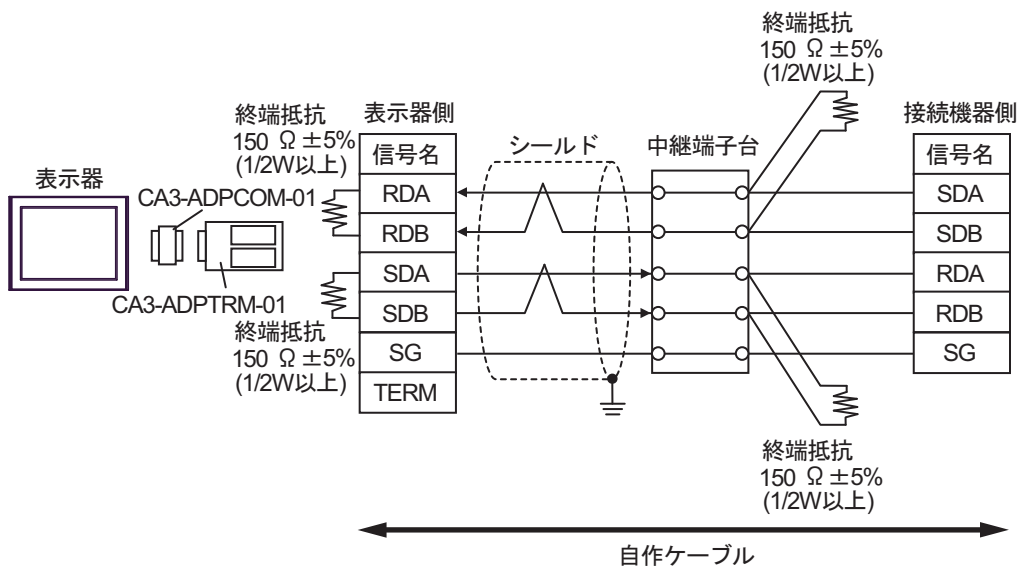 終端抵抗
150 Ω ±5%
(1/2W以上)
終端抵抗
150 Ω ±5%
(1/2W以上)
表示器側
シールド
中継端子台
接続機器側
表示器
CA3-ADPCOM-01
CA3-ADPTRM-01
信号名
RDA
RDB
SDA
SDB
SG
TERM
信号名
SDA
SDB
RDA
RDB
SG
終端抵抗
150 Ω ±5%
(1/2W以上)
終端抵抗
150 Ω ±5%
(1/2W以上)
自作ケーブル